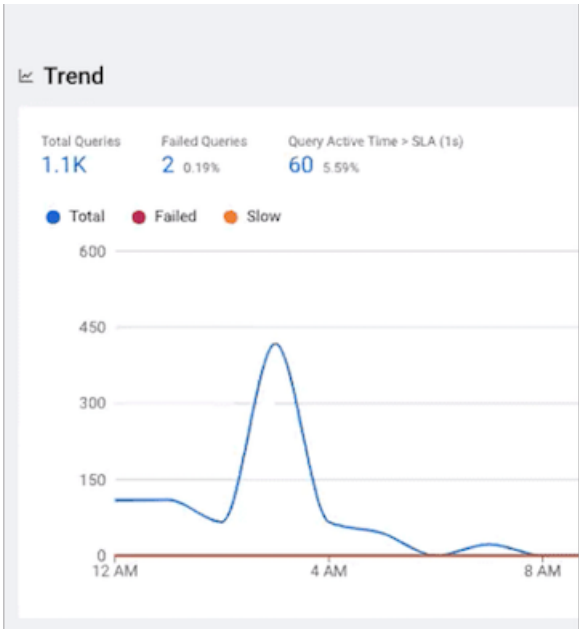 Trend
Total Queries Failed Queries Query Active Time > SLA (1s)
1.1K 2 0.19% 60 5.59%
Total Failed Slow
600
450
300
150
0
12 AM 4 AM 8 AM